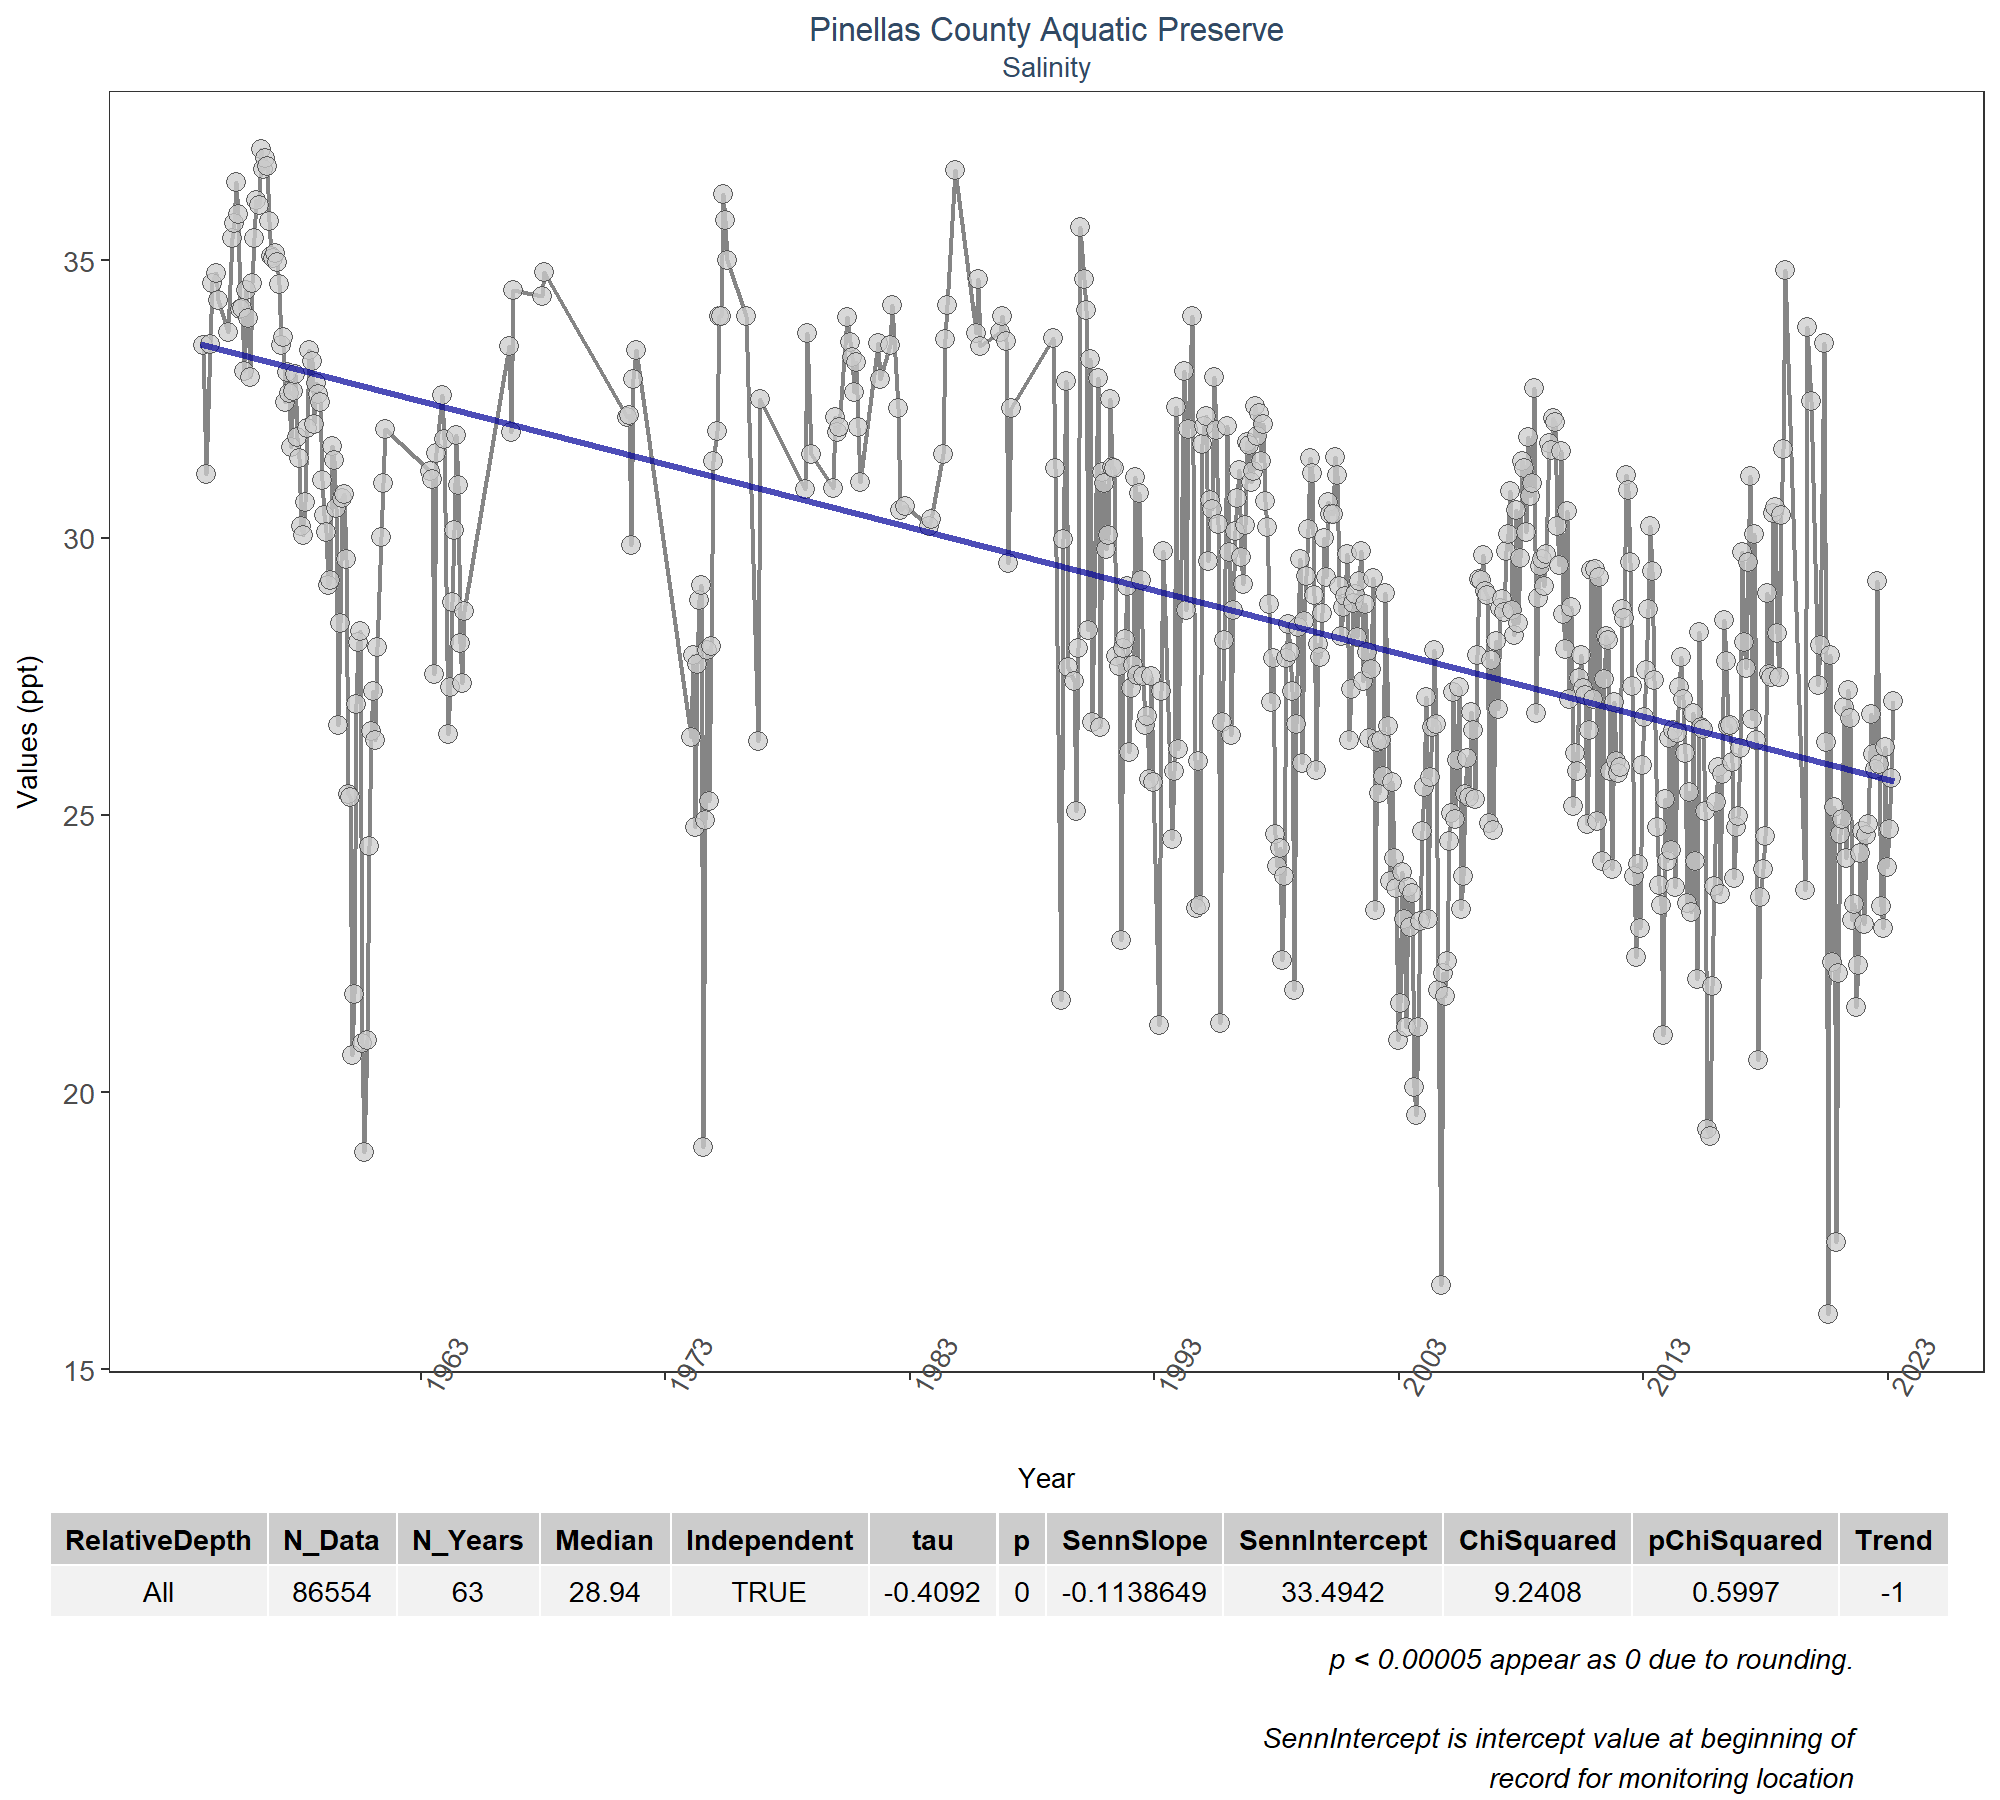 Pinellas County Aquatic Preserve
Salinity
Values (ppt)
35
30
25
20
15
1963
1973
1983
1993
2003
2013
2023
Year
RelativeDepth N_Data N_Years Median Independent tau p SennSlope SennIntercept ChiSquared pChiSquared Trend
All 86554 63 28.94 TRUE -0.4092 0 -0.1138649 33.4942 9.2408 0.5997 -1
p < 0.00005 appear as 0 due to rounding.
SennIntercept is intercept value at beginning of
record for monitoring location